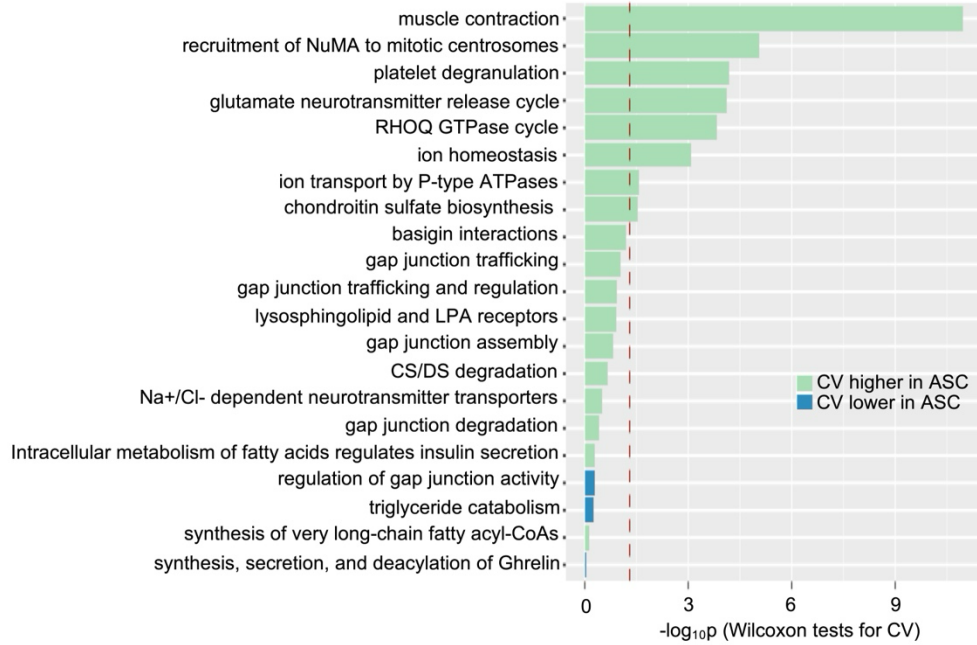 muscle contraction
recruitment of NuMA to mitotic centrosomes
platelet degranulation
glutamate neurotransmitter release cycle
RHOQ GTPase cycle
ion homeostasis
ion transport by P-type ATPases
chondroitin sulfate biosynthesis
basigin interactions
gap junction trafficking
gap junction trafficking and regulation
lysosphingolipid and LPA receptors
gap junction assembly
CS/DS degradation
Na+/Cl- dependent neurotransmitter transporters
gap junction degradation
Intracellular metabolism of fatty acids regulates insulin secretion
regulation of gap junction activity
triglyceride catabolism
synthesis of very long-chain fatty acyl-CoAs
synthesis, secretion, and deacylation of Ghrelin
CV higher in ASC
CV lower in ASC
0 3 6 9
-log₁₀p (Wilcoxon tests for CV)